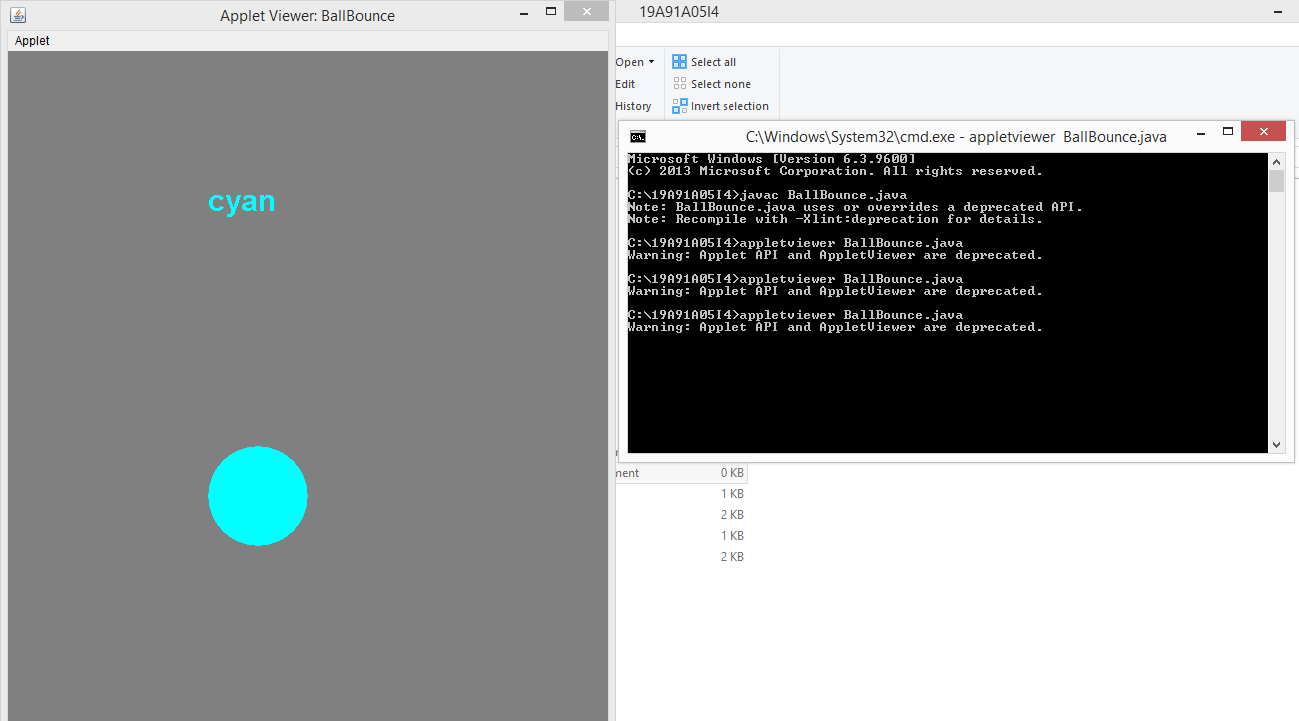 Applet Viewer: BallBounce
Applet
cyan
19A91A05I4
Open
Edit
History
Select all
Select none
Invert selection
C:\Windows\System32\cmd.exe - appletviewer  BallBounce.java
C:\.
Microsoft Windows [Version 6.3.9600]
(c) 2013 Microsoft Corporation. All rights reserved.
C:\19A91A05I4>javac BallBounce.java
Note: BallBounce.java uses or overrides a deprecated API.
Note: Recompile with -Xlint:deprecation for details.
C:\19A91A05I4>appletviewer BallBounce.java
Warning: Applet API and AppletViewer are deprecated.
C:\19A91A05I4>appletviewer BallBounce.java
Warning: Applet API and AppletViewer are deprecated.
C:\19A91A05I4>appletviewer BallBounce.java
Warning: Applet API and AppletViewer are deprecated.
ment 0 KB
1 KB
2 KB
1 KB
2 KB